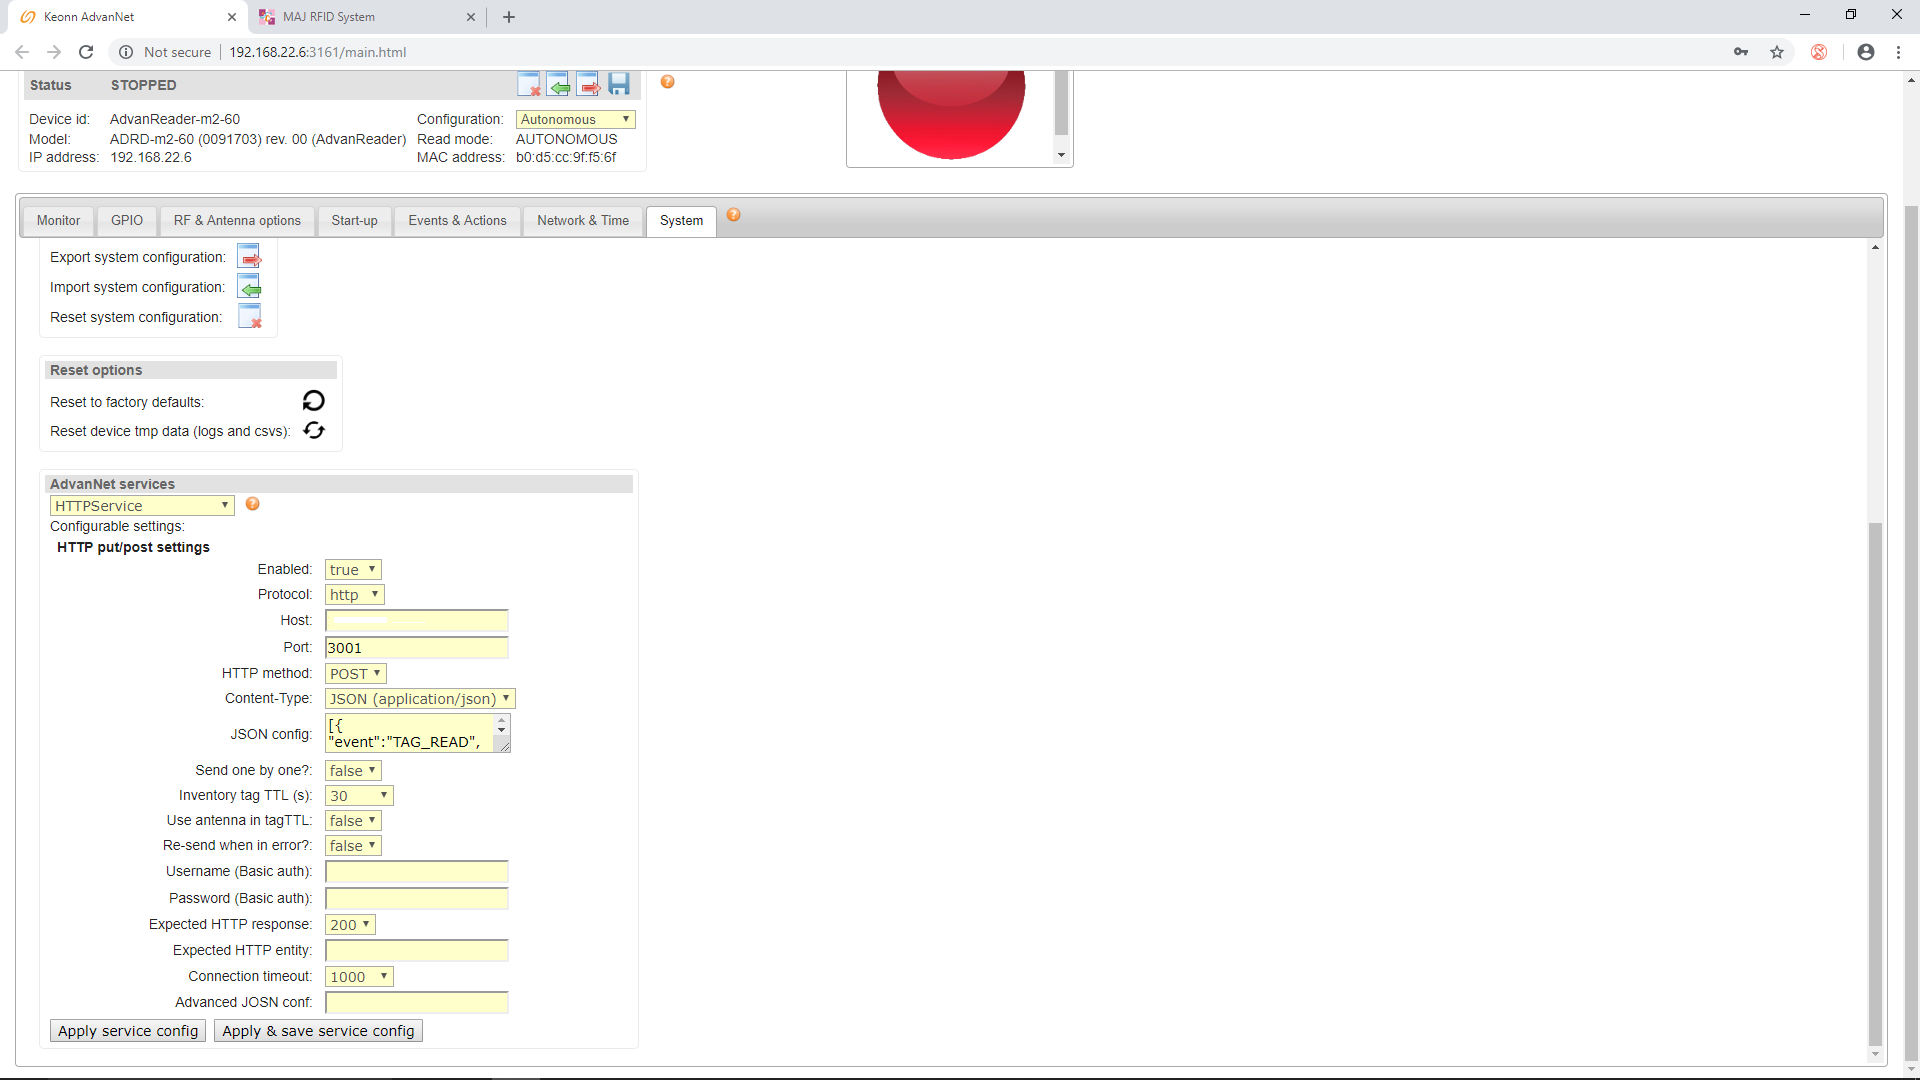 Keonn AdvanNet
MAJ RFID System
Not secure
192.168.22.6:3161/main.html
Status STOPPED
Device id: AdvanReader-m2-60 Configuration: Autonomous
Model: ADRD-m2-60 (0091703) rev. 00 (AdvanReader) Read mode: AUTONOMOUS
IP address: 192.168.22.6 MAC address: b0:d5:cc:9f:f5:6f
Monitor GPIO RF & Antenna options Start-up Events & Actions Network & Time System
Export system configuration:
Import system configuration:
Reset system configuration:
Reset options
Reset to factory defaults:
Reset device tmp data (logs and csvs):
AdvanNet services
HTTPService
Configurable settings:
HTTP put/post settings
Enabled: true
Protocol: http
Host:
Port: 3001
HTTP method: POST
Content-Type: JSON (application/json)
JSON config: [{
"event":"TAG_READ",
Send one by one?: false
Inventory tag TTL (s): 30
Use antenna in tagTTL: false
Re-send when in error?: false
Username (Basic auth):
Password (Basic auth):
Expected HTTP response: 200
Expected HTTP entity:
Connection timeout: 1000
Advanced JOSN conf:
Apply service config Apply & save service config